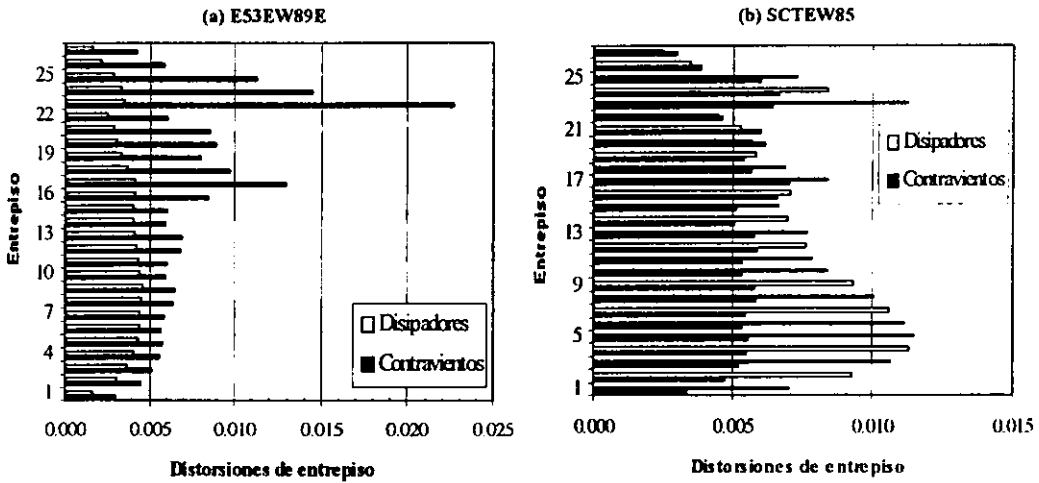 (a) E53EW89E
Entrepiso
25
22
19
16
13
10
7
4
1
0.000 0.005 0.010 0.015 0.020 0.025
Distorsiones de entrepiso
Disipadores
Contravientos
(b) SCTEW85
Entrepiso
25
21
17
13
9
5
1
0.000 0.005 0.010 0.015
Distorsiones de entrepiso
Disipadores
Contravientos